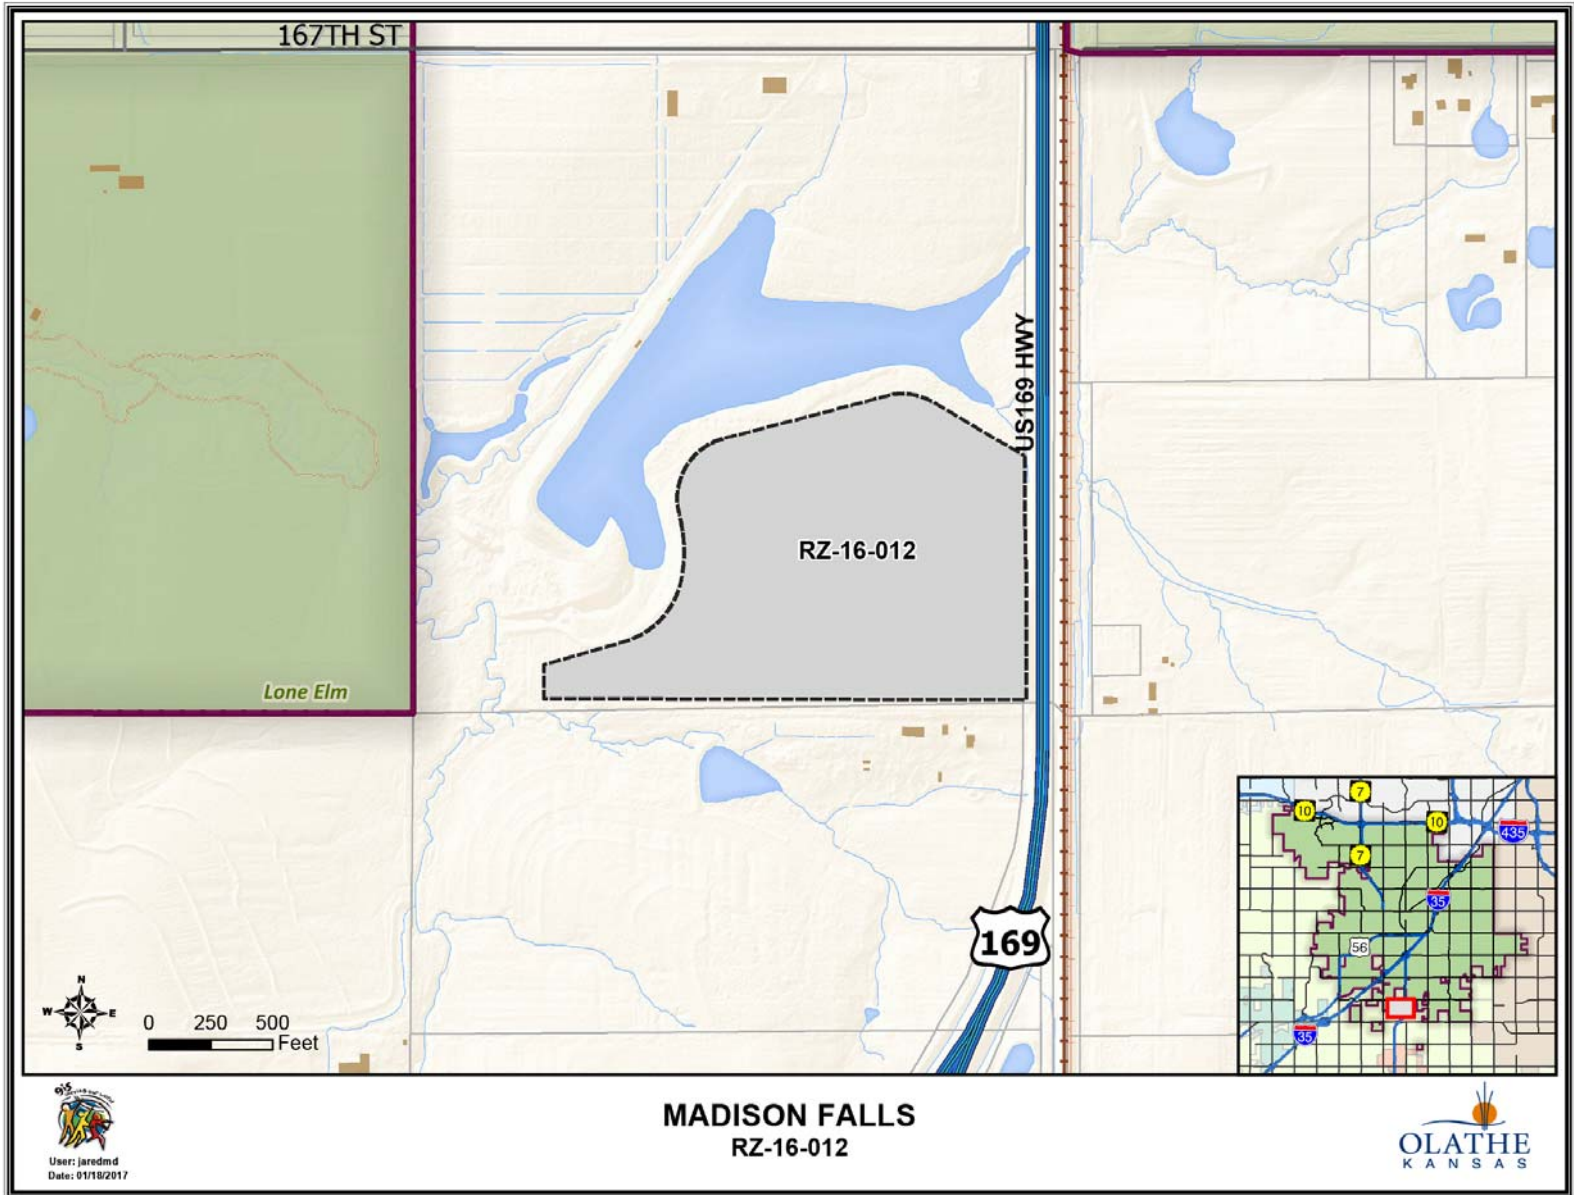 167TH ST
US169 HWY
RZ-16-012
Lone Elm
7
10
10
435
7
35
56
35
169
N
W E
S
0 250 500
Feet
MADISON FALLS
RZ-16-012
gis
User: jaredmd
Date: 01/18/2017
OLATHE
KANSAS